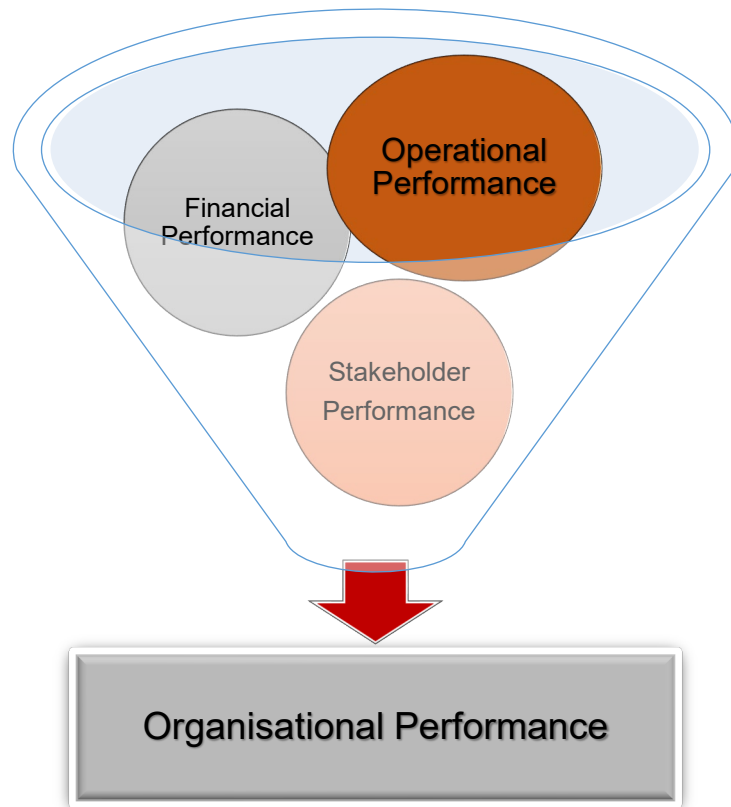 Operational
Performance
Financial
Performance
Stakeholder
Performance
Organisational Performance